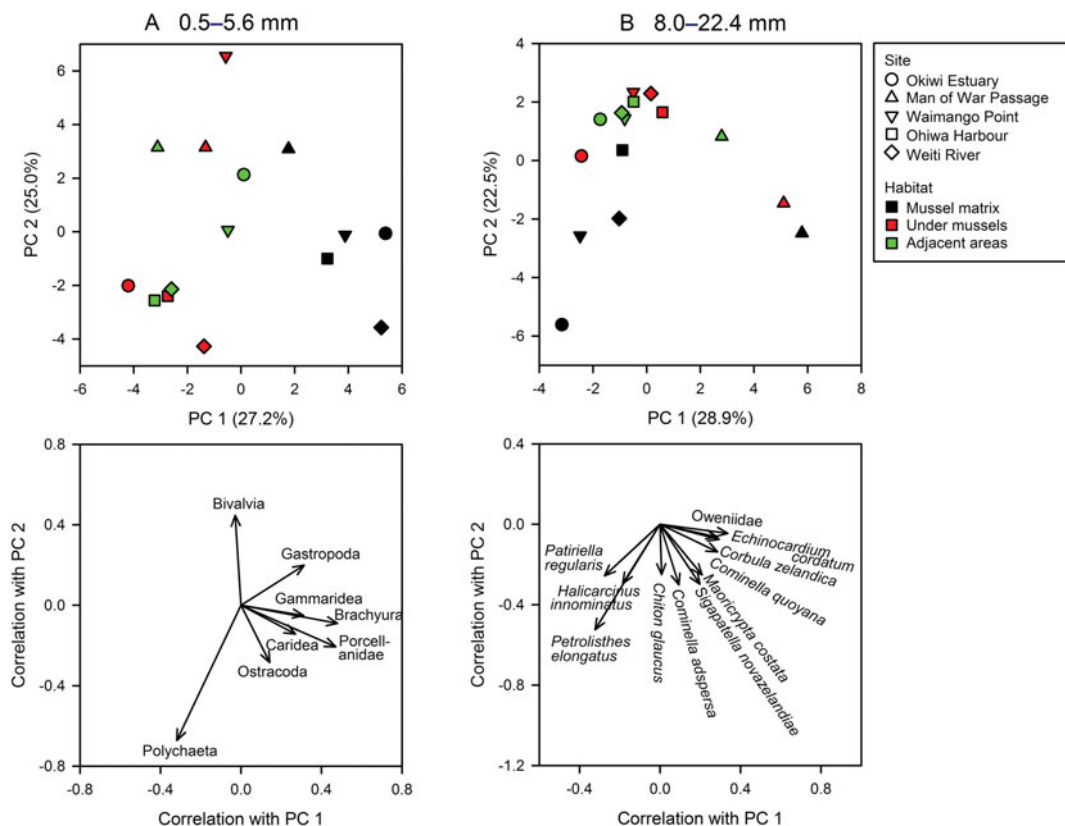 A 0.5–5.6 mm
PC 2 (25.0%)
6
4
2
0
-2
-4
-6 -4 -2 0 2 4 6
PC 1 (27.2%)
B 8.0–22.4 mm
PC 2 (22.5%)
4
2
0
-2
-4
-6
-4 -2 0 2 4 6 8
PC 1 (28.9%)
Site
Okiwi Estuary
Man of War Passage
Waimango Point
Ohiwa Harbour
Weiti River
Habitat
Mussel matrix
Under mussels
Adjacent areas
Correlation with PC 2
0.8
0.4
0.0
-0.4
-0.8
Bivalvia
Gastropoda
Gammaridea
Brachyura
Caridea
Porcell-
anidae
Ostracoda
Polychaeta
-0.8 -0.4 0.0 0.4 0.8
Correlation with PC 1
Correlation with PC 2
0.4
0.0
-0.4
-0.8
-1.2
Oweniidae
Echinocardium
cordatum
Corbula zelandica
Cominella quoyana
Maoricrypta costata
Sigapatella novazelandiae
Cominella adspersa
Chiton glaucus
Patiriella
regularis
Halicarcinus
innominatus
Petrolisthes
elongatus
-0.4 0.0 0.4 0.8
Correlation with PC 1